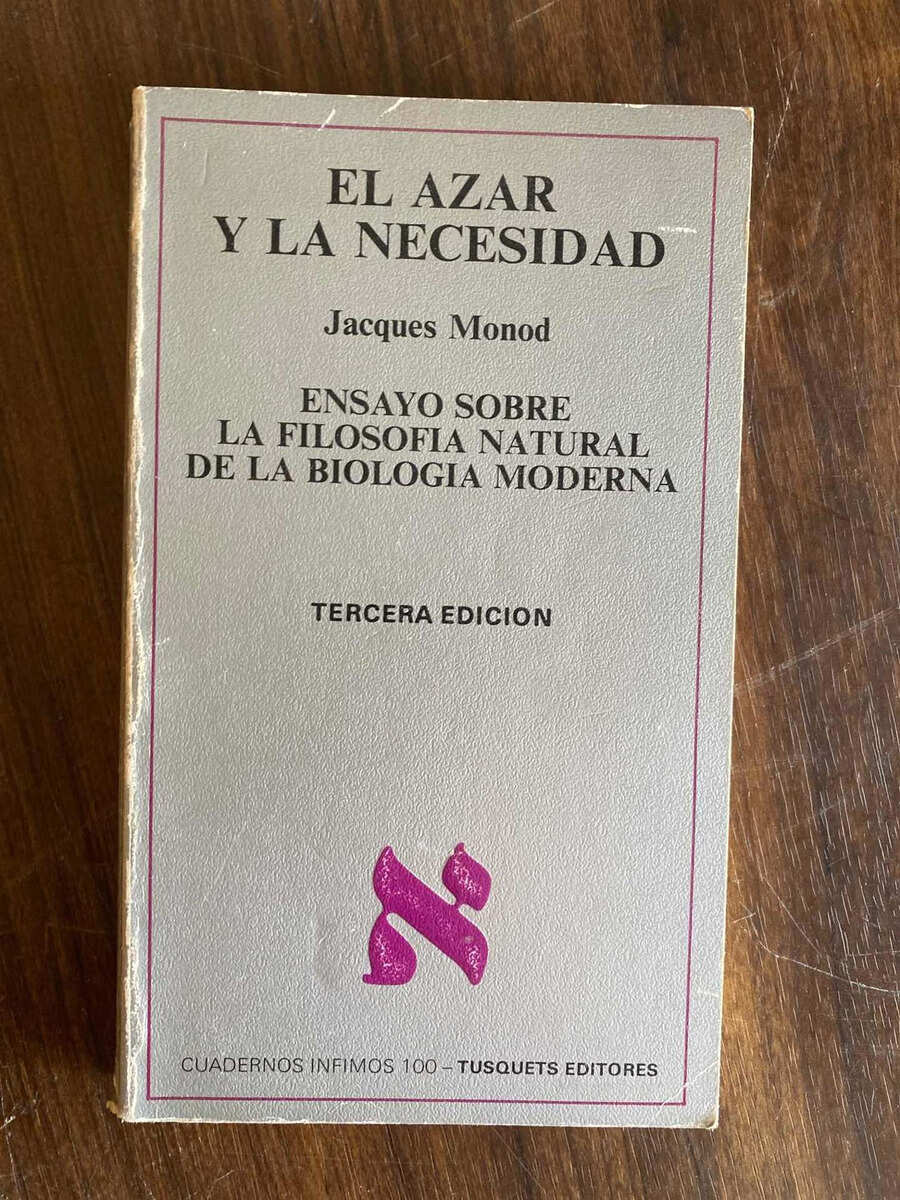 EL AZAR
Y LA NECESIDAD
Jacques Monod
ENSAYO SOBRE
LA FILOSOFIA NATURAL
DE LA BIOLOGIA MODERNA
TERCERA EDICION
א
CUADERNOS INFIMOS 100 – TUSQUETS EDITORES